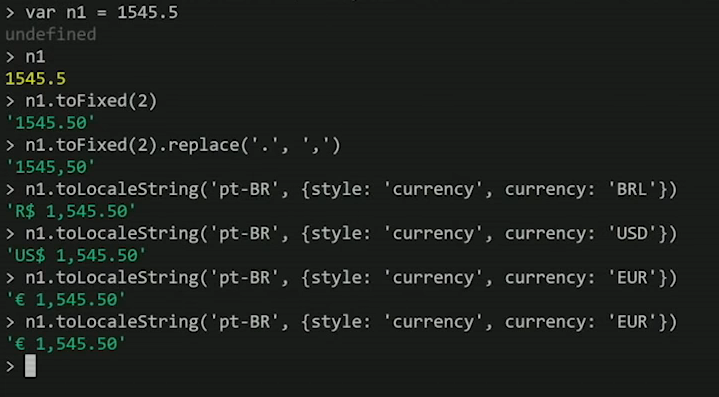 > var n1 = 1545.5
undefined
> n1
1545.5
> n1.toFixed(2)
'1545.50'
> n1.toFixed(2).replace('.', ',')
'1545,50'
> n1.toLocaleString('pt-BR', {style: 'currency', currency: 'BRL'})
'R$ 1,545.50'
> n1.toLocaleString('pt-BR', {style: 'currency', currency: 'USD'})
'US$ 1,545.50'
> n1.toLocaleString('pt-BR', {style: 'currency', currency: 'EUR'})
'€ 1,545.50'
> n1.toLocaleString('pt-BR', {style: 'currency', currency: 'EUR'})
'€ 1,545.50'
>